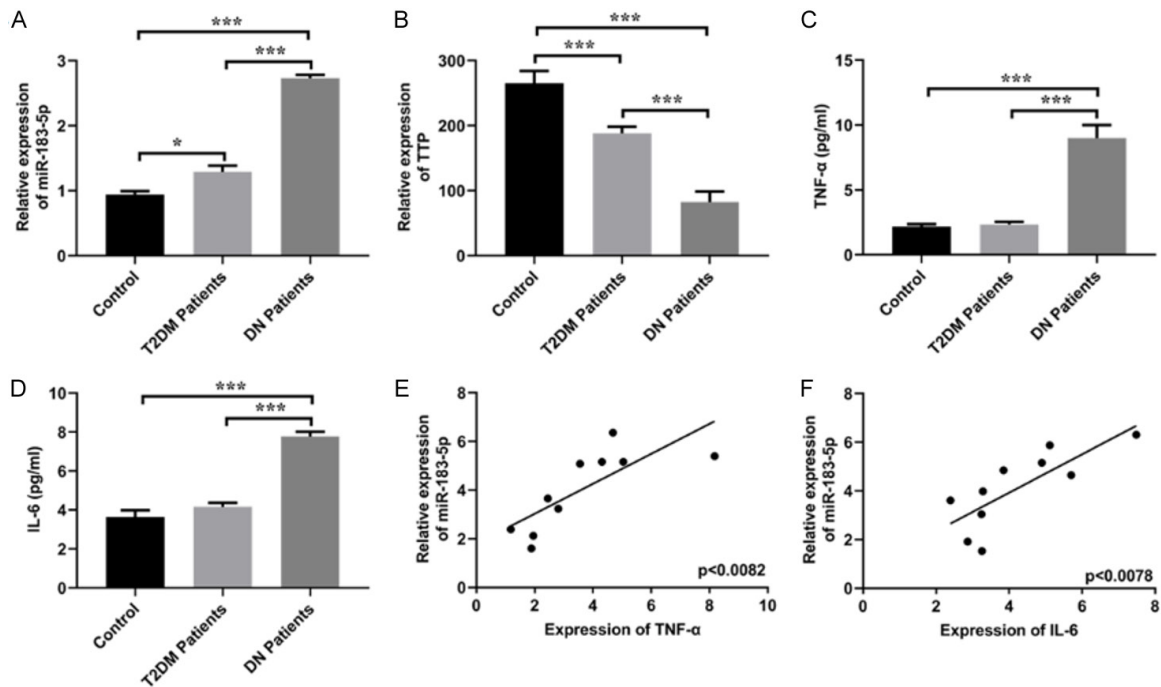 A
Relative expression
of miR-183-5p
3
2
1
0
***
***
*
Control
T2DM Patients
DN Patients
B
Relative expression
of TTP
300
200
100
0
***
***
***
Control
T2DM Patients
DN Patients
C
TNF-α (pg/ml)
15
10
5
0
***
***
Control
T2DM Patients
DN Patients
D
IL-6 (pg/ml)
10
8
6
4
2
0
***
***
Control
T2DM Patients
DN Patients
E
Relative expression
of miR-183-5p
8
6
4
2
0
p<0.0082
0 2 4 6 8 10
Expression of TNF-α
F
Relative expression
of miR-183-5p
8
6
4
2
0
p<0.0078
0 2 4 6 8
Expression of IL-6